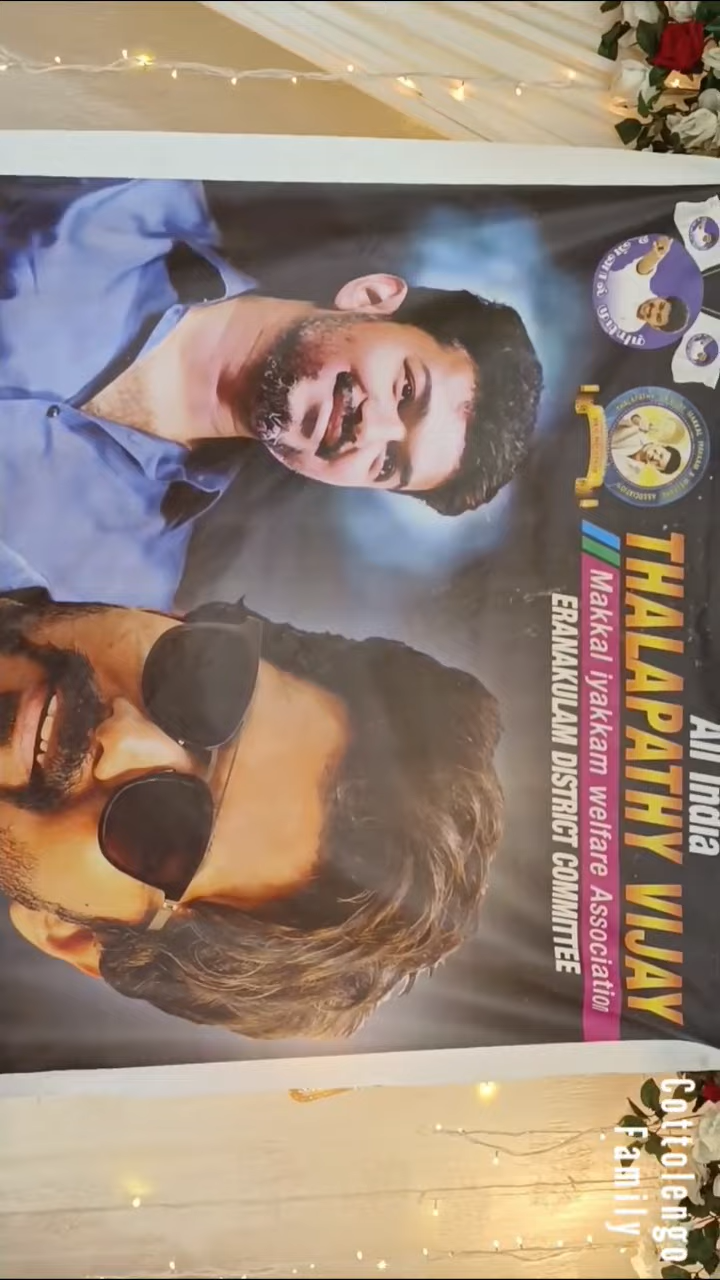 All India
THALAPATHY VIJAY
Makkal iyakkam welfare Association
ERANAKULAM DISTRICT COMMITTEE
Cottolengo
Family